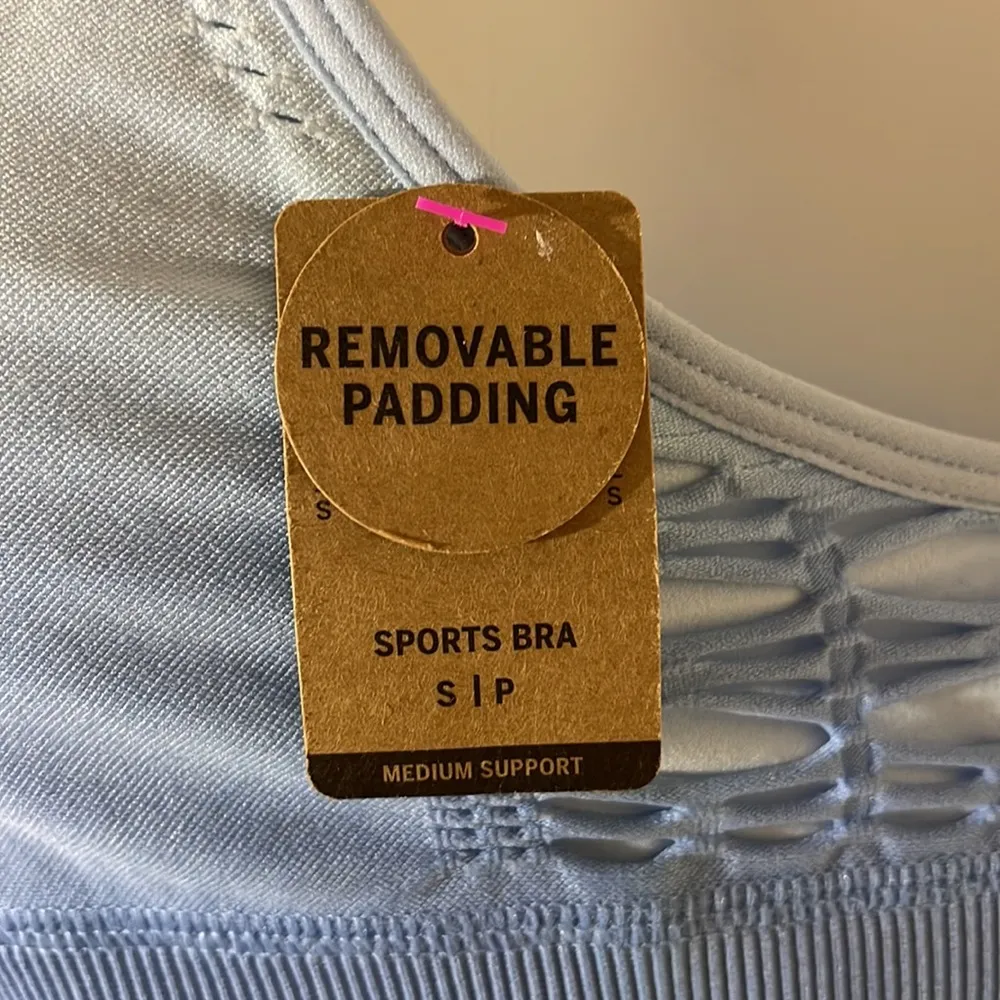 REMOVABLE
PADDING
S S
SPORTS BRA
S | P
MEDIUM SUPPORT